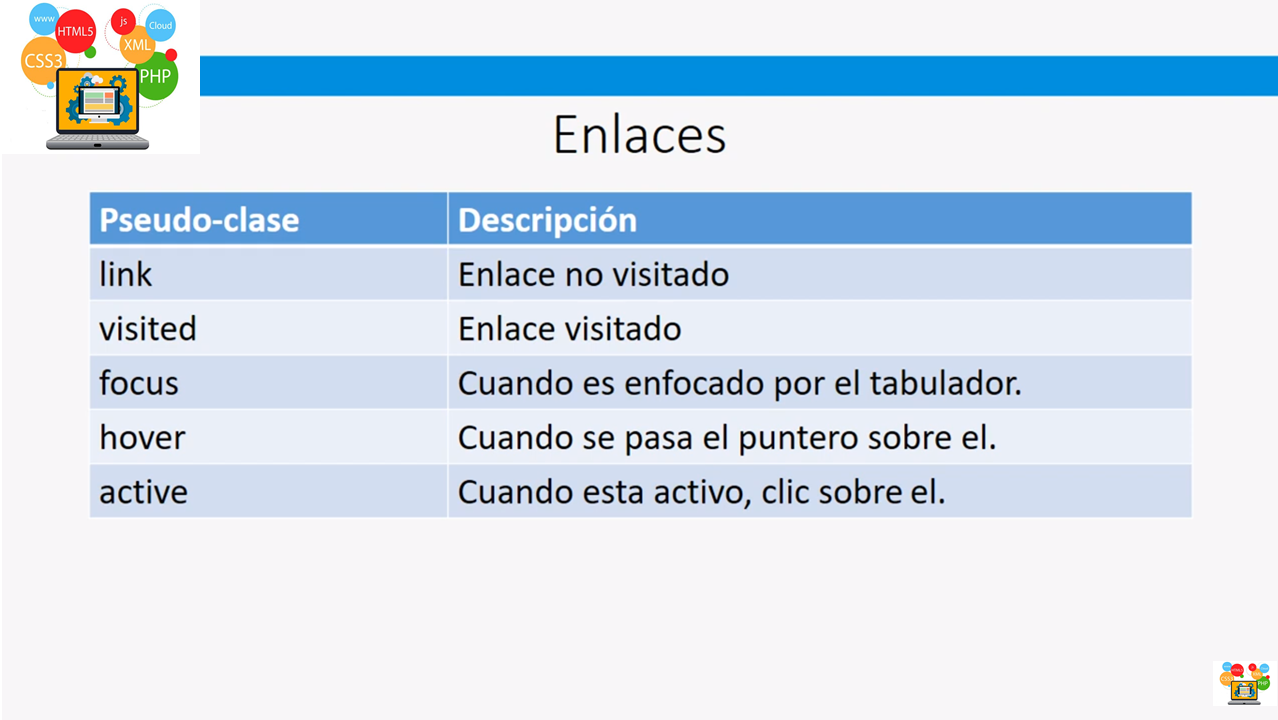 www
HTML5
js
Cloud
CSS3
XML
PHP
Enlaces
Pseudo-clase Descripción
link Enlace no visitado
visited Enlace visitado
focus Cuando es enfocado por el tabulador.
hover Cuando se pasa el puntero sobre el.
active Cuando esta activo, clic sobre el.